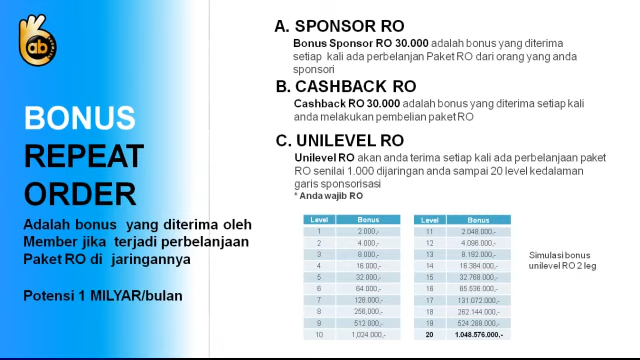 ab
BONUS
REPEAT
ORDER
Adalah bonus yang diterima oleh
Member jika terjadi perbelanjaan
Paket RO di jaringannya
Potensi 1 MILYAR/bulan
A. SPONSOR RO
Bonus Sponsor RO 30.000 adalah bonus yang diterima
setiap kali ada perbelanjan Paket RO dari orang yang anda
sponsori
B. CASHBACK RO
Cashback RO 30.000 adalah bonus yang diterima setiap kali
anda melakukan pembelian paket RO
C. UNILEVEL RO
Unilevel RO akan anda terima setiap kali ada perbelanjaan paket
RO senilai 1.000 dijaringan anda sampai 20 level kedalaman
garis sponsorisasi
* Anda wajib RO
Level Bonus
1 2.000,-
2 4.000,-
3 8.000,-
4 16.000,-
5 32.000,-
6 64.000,-
7 128.000,-
8 256,000,-
9 512.000,-
10 1,024.000,-
Level Bonus
11 2.048.000,-
12 4.096.000,-
13 8.192.000,-
14 16.384.000,-
15 32.768.000,-
16 65.536.000,-
17 131.072.000,-
18 262.144.000,-
19 524.288.000,-
20 1.048.576.000,-
Simulasi bonus
unilevel RO 2 leg